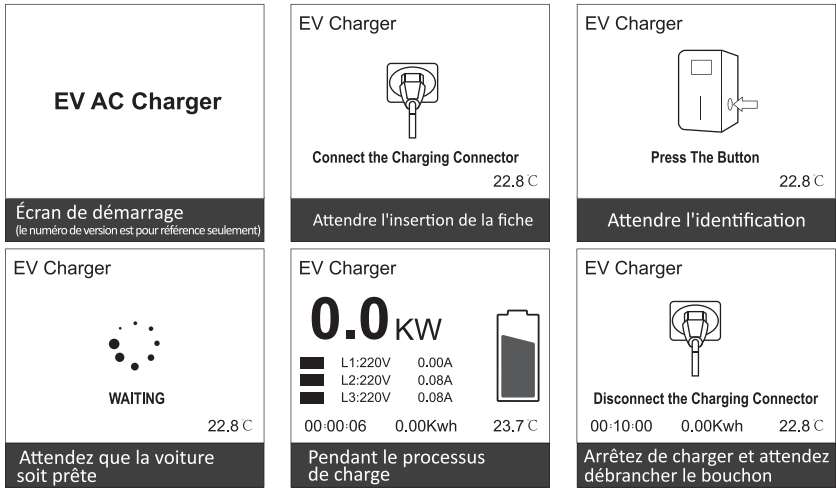 EV AC Charger
Écran de démarrage
(le numéro de version est pour référence seulement)
EV Charger
Connect the Charging Connector
22.8℃
Attendre l'insertion de la fiche
EV Charger
Press The Button
22.8℃
Attendre l'identification
EV Charger
WAITING
22.8℃
Attendez que la voiture
soit prête
EV Charger
0.0 KW
L1:220V 0.00A
L2:220V 0.08A
L3:220V 0.08A
00:00:06 0.00Kwh 23.7℃
Pendant le processus
de charge
EV Charger
Disconnect the Charging Connector
00:10:00 0.00Kwh 22.8℃
Arrêtez de charger et attendez
débrancher le bouchon